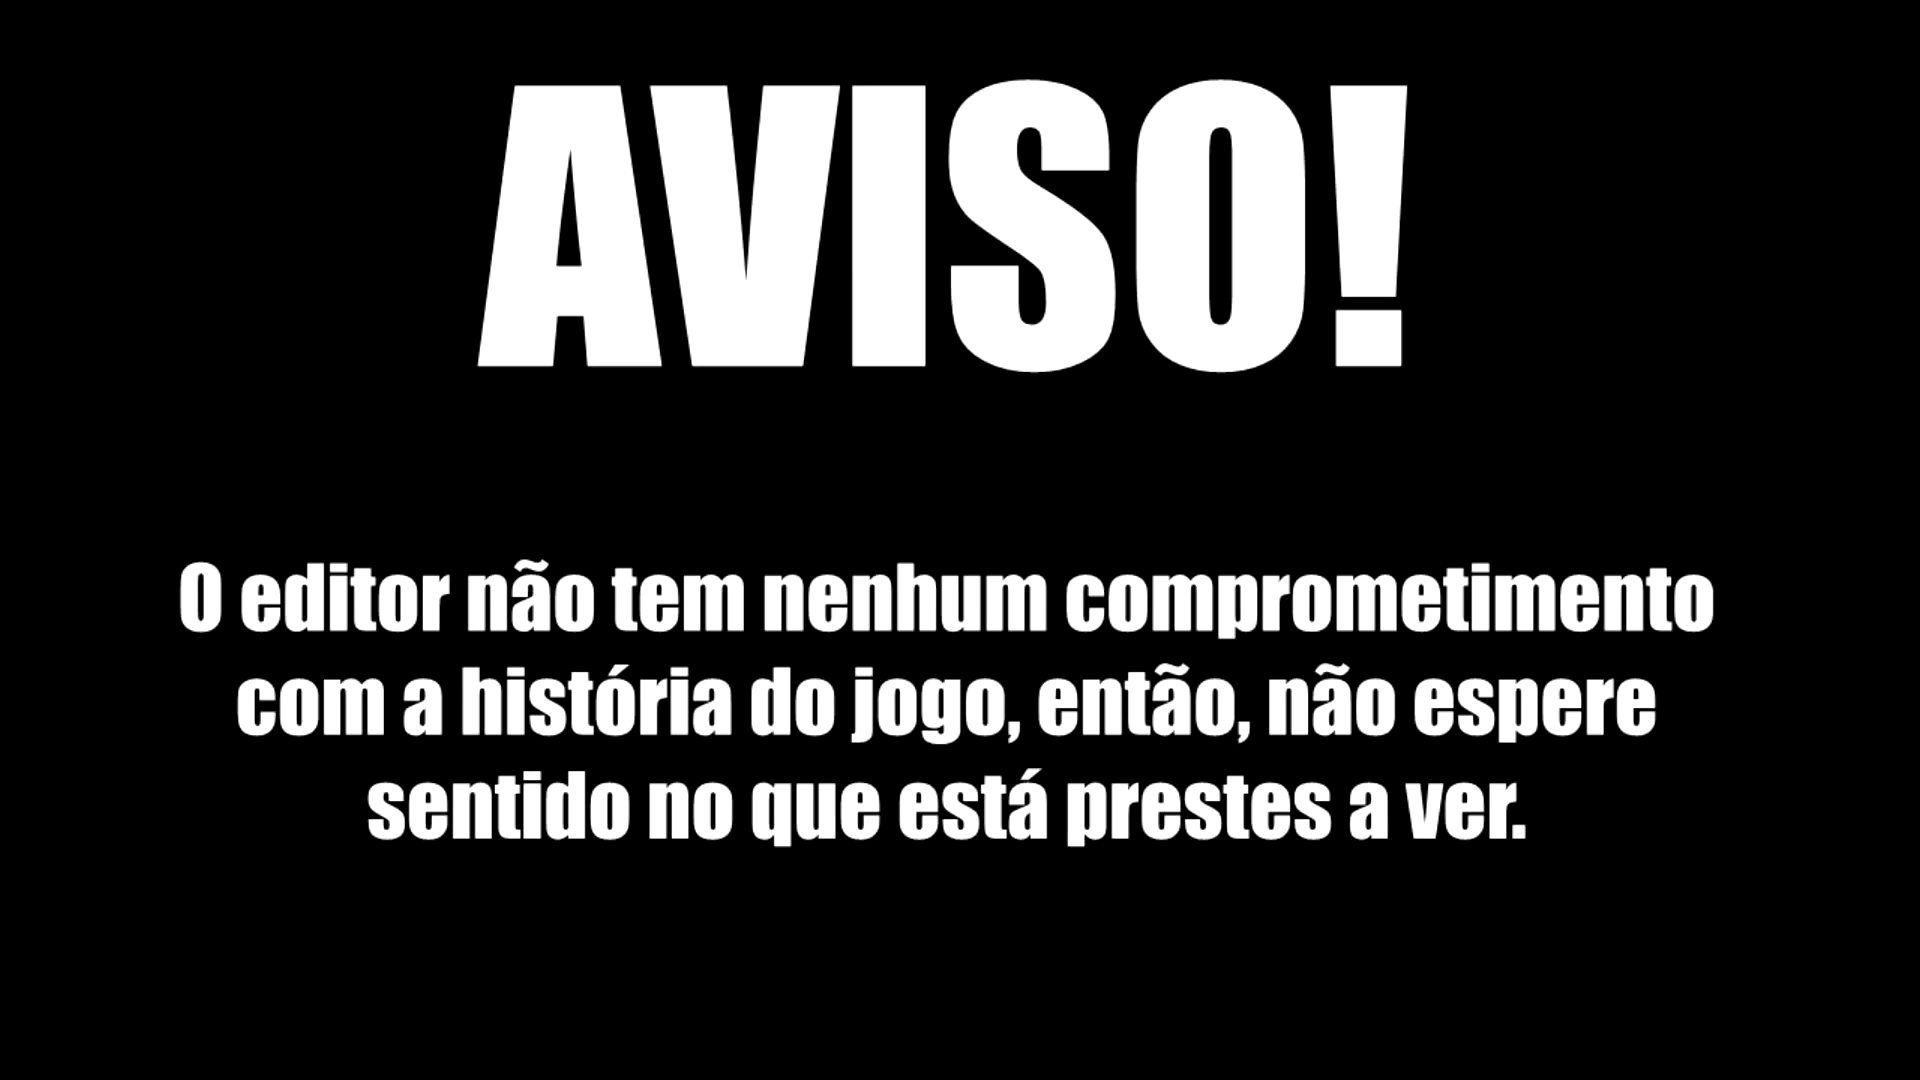 AVISO!
O editor não tem nenhum comprometimento
com a história do jogo, então, não espere
sentido no que está prestes a ver.